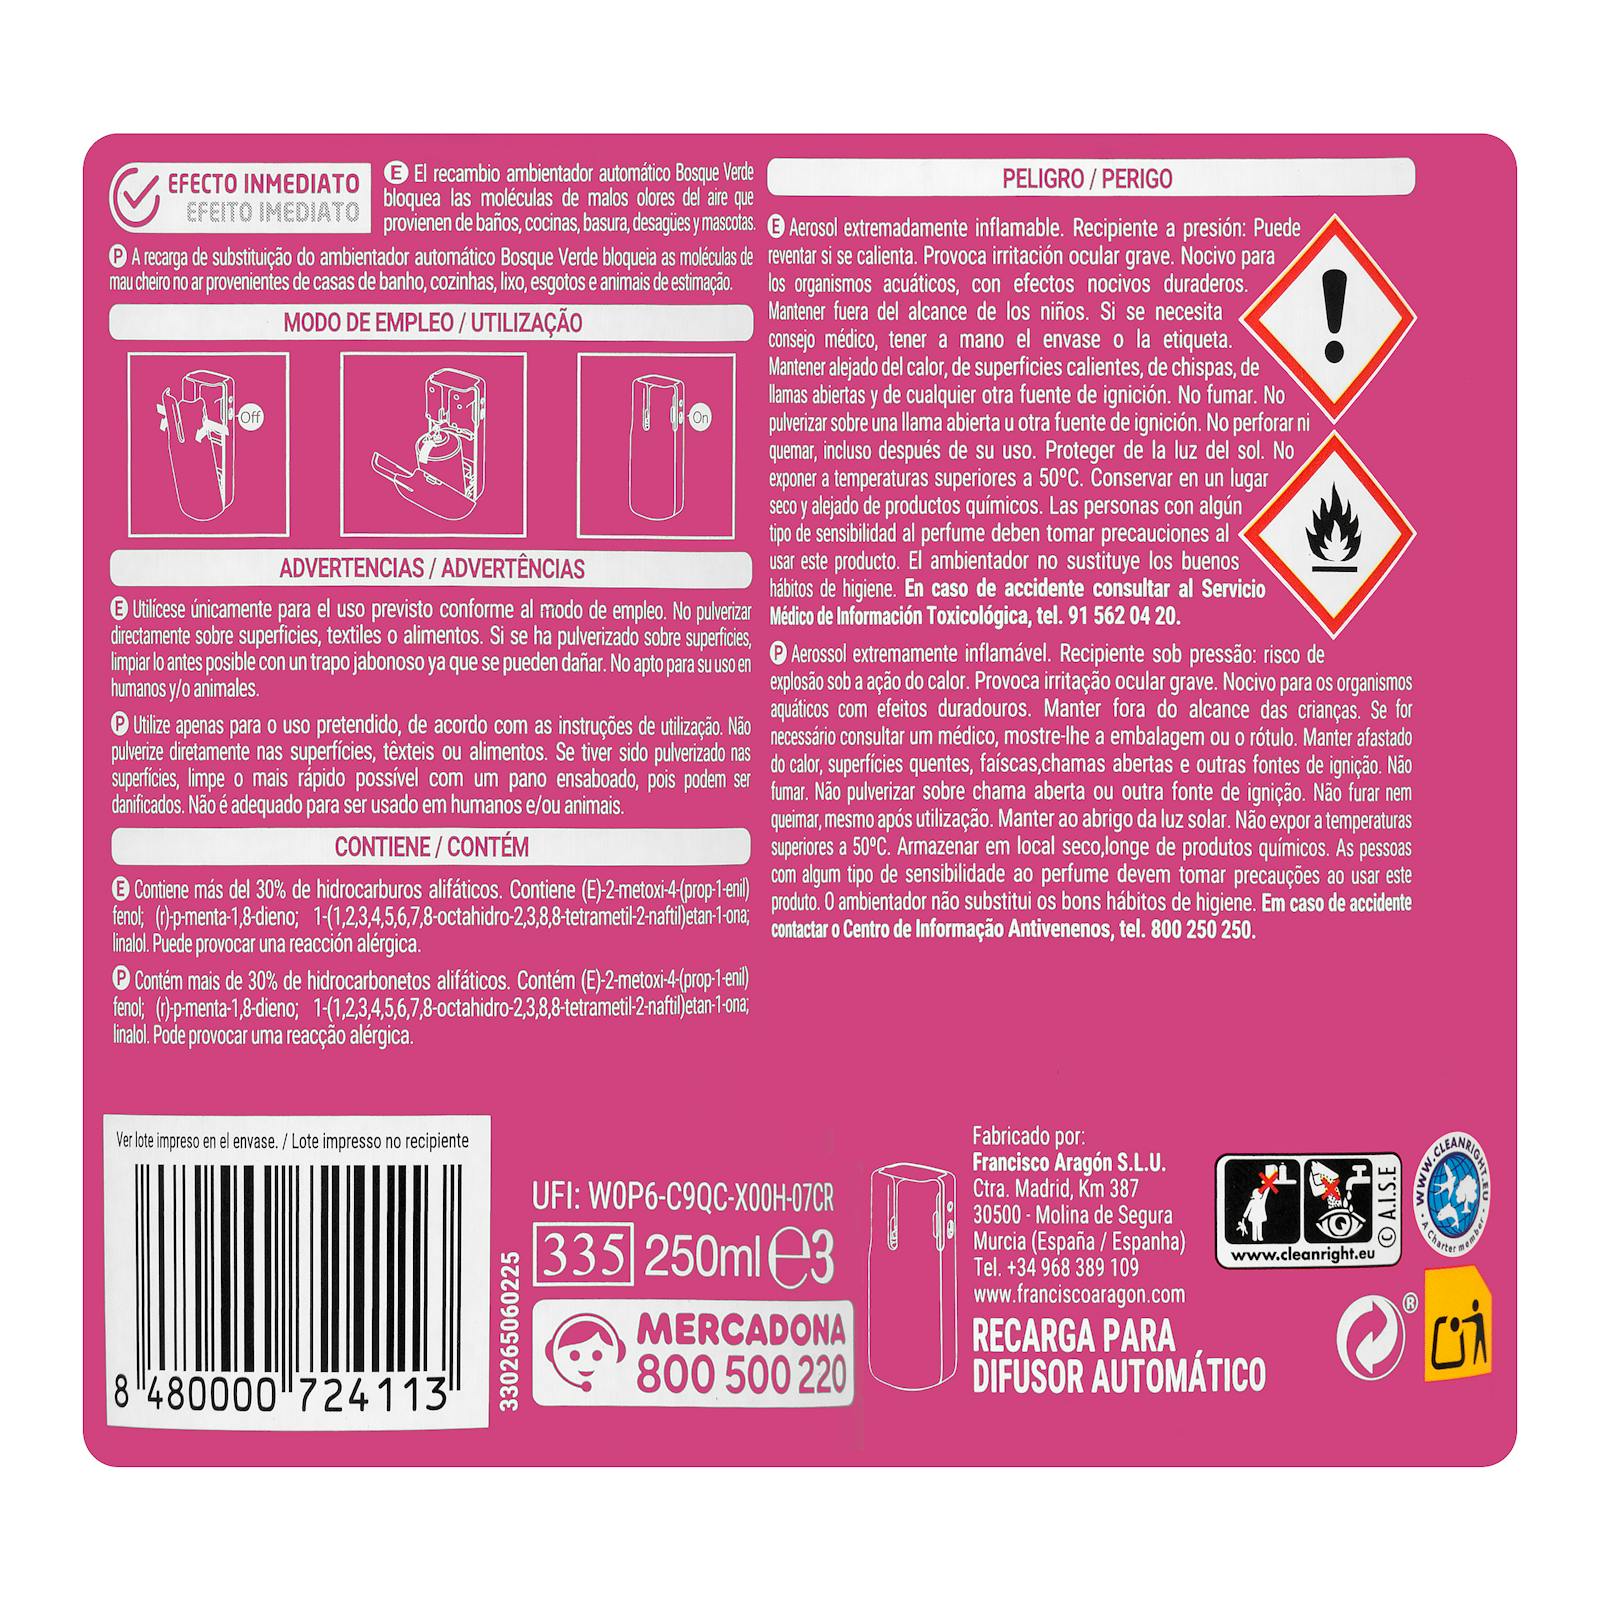 EFECTO INMEDIATO
EFEITO IMEDIATO
E El recambio ambientador automático Bosque Verde
bloquea las moléculas de malos olores del aire que
provienen de baños, cocinas, basura, desagües y mascotas.
P A recarga de substituição do ambientador automático Bosque Verde bloqueia as moléculas de
mau cheiro no ar provenientes de casas de banho, cozinhas, lixo, esgotos e animais de estimação.
MODO DE EMPLEO / UTILIZAÇÃO
Off
On
ADVERTENCIAS / ADVERTÊNCIAS
E Utilícese únicamente para el uso previsto conforme al modo de empleo. No pulverizar
directamente sobre superficies, textiles o alimentos. Si se ha pulverizado sobre superficies,
limpiar lo antes posible con un trapo jabonoso ya que se pueden dañar. No apto para su uso en
humanos y/o animales.
P Utilize apenas para o uso pretendido, de acordo com as instruções de utilização. Não
pulverize diretamente nas superfícies, têxteis ou alimentos. Se tiver sido pulverizado nas
superfícies, limpe o mais rápido possível com um pano ensaboado, pois podem ser
danificados. Não é adequado para ser usado em humanos e/ou animais.
CONTIENE / CONTÉM
E Contiene más del 30% de hidrocarburos alifáticos. Contiene (E)-2-metoxi-4-(prop-1-enil)
fenol; (r)-p-menta-1,8-dieno; 1-(1,2,3,4,5,6,7,8-octahidro-2,3,8,8-tetrametil-2-naftil)etan-1-ona;
linalol. Puede provocar una reacción alérgica.
P Contém mais de 30% de hidrocarbonetos alifáticos. Contém (E)-2-metoxi-4-(prop-1-enil)
fenol; (r)-p-menta-1,8-dieno; 1-(1,2,3,4,5,6,7,8-octahidro-2,3,8,8-tetrametil-2-naftil)etan-1-ona;
linalol. Pode provocar uma reacção alérgica.
PELIGRO / PERIGO
E Aerosol extremadamente inflamable. Recipiente a presión: Puede
reventar si se calienta. Provoca irritación ocular grave. Nocivo para
los organismos acuáticos, con efectos nocivos duraderos.
Mantener fuera del alcance de los niños. Si se necesita
consejo médico, tener a mano el envase o la etiqueta.
Mantener alejado del calor, de superficies calientes, de chispas, de
llamas abiertas y de cualquier otra fuente de ignición. No fumar. No
pulverizar sobre una llama abierta u otra fuente de ignición. No perforar ni
quemar, incluso después de su uso. Proteger de la luz del sol. No
exponer a temperaturas superiores a 50ºC. Conservar en un lugar
seco y alejado de productos químicos. Las personas con algún
tipo de sensibilidad al perfume deben tomar precauciones al
usar este producto. El ambientador no sustituye los buenos
hábitos de higiene. En caso de accidente consultar al Servicio
Médico de Información Toxicológica, tel. 91 562 04 20.
P Aerossol extremamente inflamável. Recipiente sob pressão: risco de
explosão sob a ação do calor. Provoca irritação ocular grave. Nocivo para os organismos
aquáticos com efeitos duradouros. Manter fora do alcance das crianças. Se for
necessário consultar um médico, mostre-lhe a embalagem ou o rótulo. Manter afastado
do calor, superfícies quentes, faíscas,chamas abertas e outras fontes de ignição. Não
fumar. Não pulverizar sobre chama aberta ou outra fonte de ignição. Não furar nem
queimar, mesmo após utilização. Manter ao abrigo da luz solar. Não expor a temperaturas
superiores a 50ºC. Armazenar em local seco,longe de produtos químicos. As pessoas
com algum tipo de sensibilidade ao perfume devem tomar precauções ao usar este
produto. O ambientador não substitui os bons hábitos de higiene. Em caso de accidente
contactar o Centro de Informação Antivenenos, tel. 800 250 250.
Ver lote impreso en el envase. / Lote impresso no recipiente
8 480000 724113
330265060225
UFI: W0P6-C9QC-X00H-07CR
335 250ml e3
MERCADONA
800 500 220
Fabricado por:
Francisco Aragón S.L.U.
Ctra. Madrid, Km 387
30500 - Molina de Segura
Murcia (España / Espanha)
Tel. +34 968 389 109
www.franciscoaragon.com
RECARGA PARA
DIFUSOR AUTOMÁTICO
www.cleanright.eu
© A.I.S.E
WWW.CLEANRIGHT.EU
· A Charter member ·
®